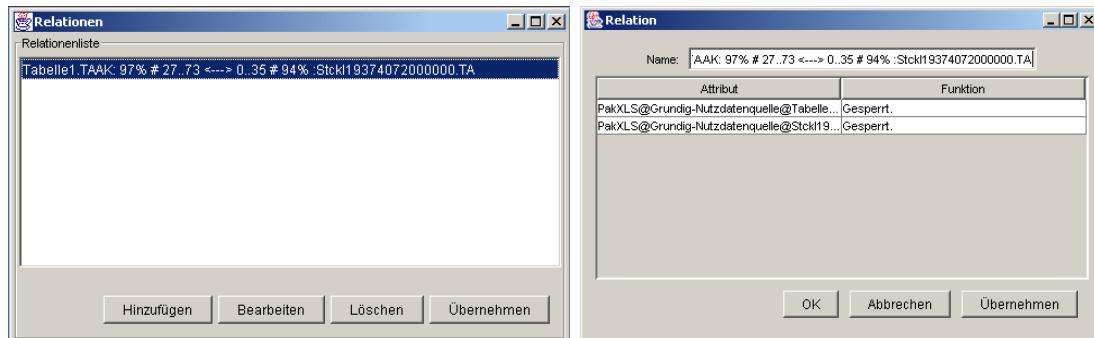 Relationen
Relationenliste
Tabelle1.TAAK: 97% # 27..73 <---> 0..35 # 94% :Stckl19374072000000.TA
Hinzufügen
Bearbeiten
Löschen
Übernehmen
Relation
Name: AAK: 97% # 27..73 <---> 0..35 # 94% :Stckl19374072000000.TA
Attribut Funktion
PakXLS@Grundig-Nutzdatenquelle@Tabelle... Gesperrt.
PakXLS@Grundig-Nutzdatenquelle@Stckl19... Gesperrt.
OK
Abbrechen
Übernehmen